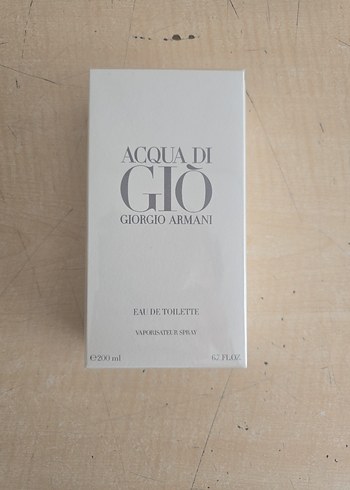 ACQUA DI
GIÒ
GIORGIO ARMANI
EAU DE TOILETTE
VAPORISATEUR SPRAY
℮200 ml
6.7 FL.OZ.